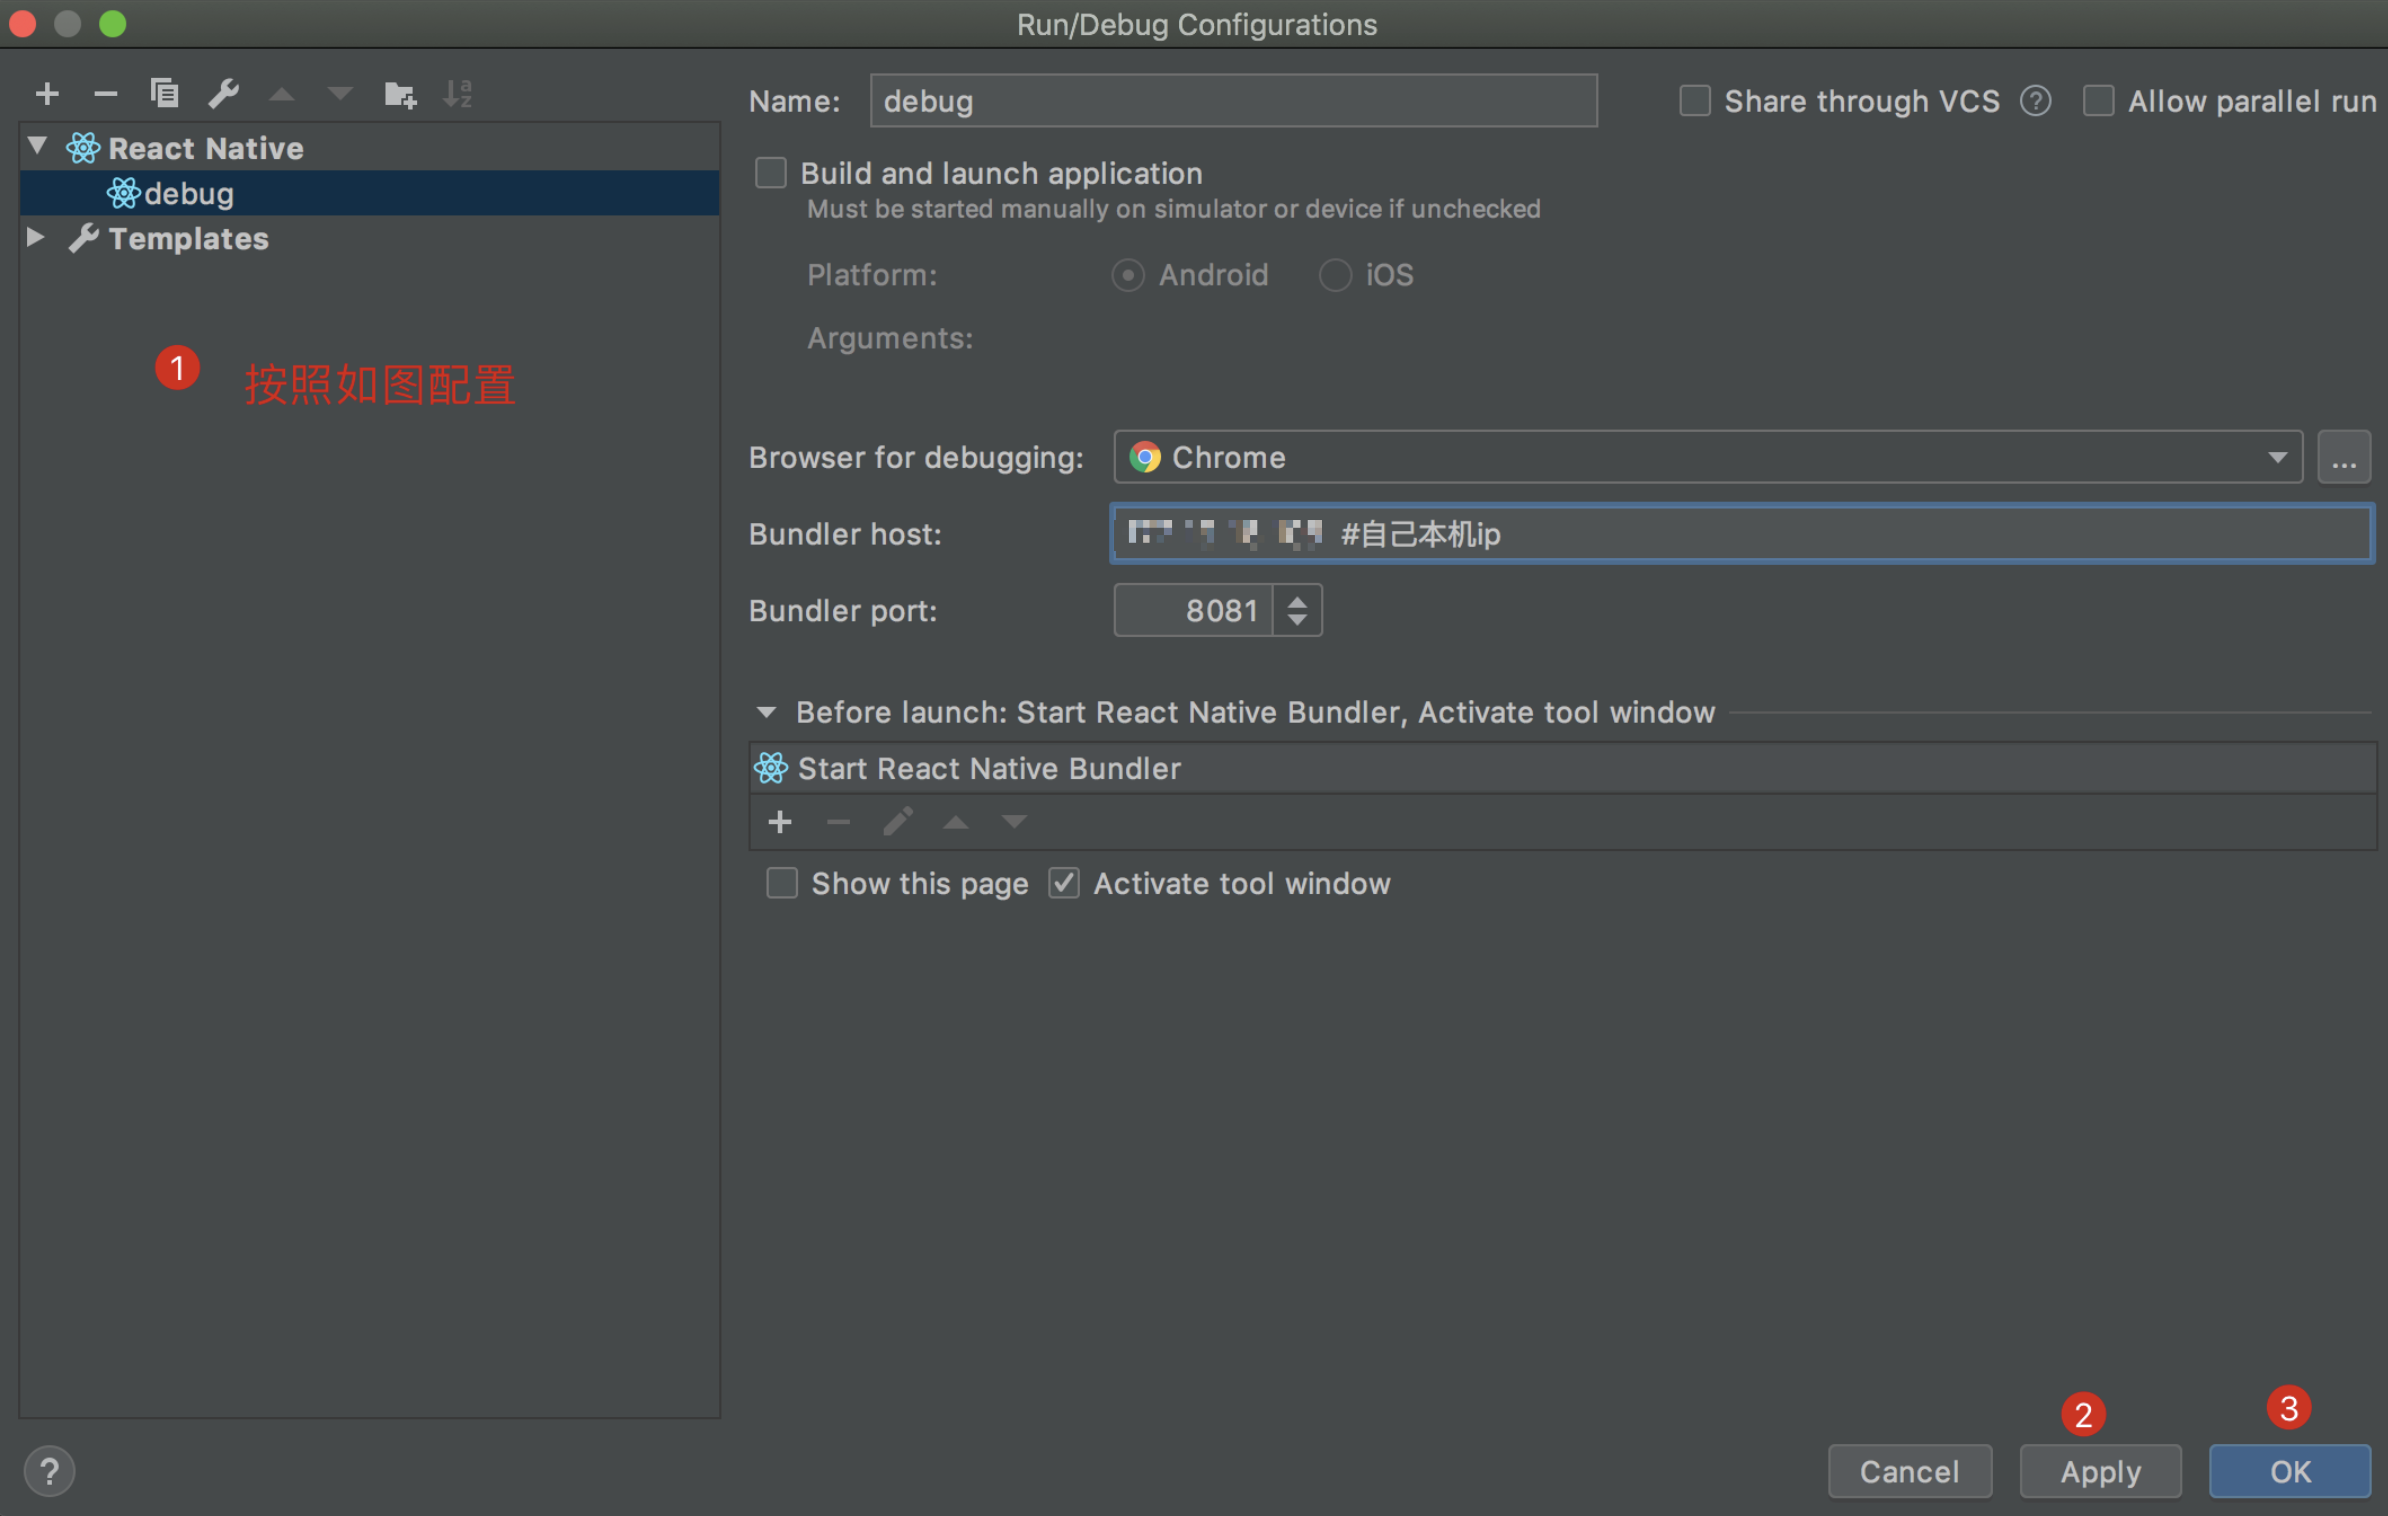 Run/Debug Configurations
Name: debug
Share through VCS ?
Allow parallel run
React Native
debug
Templates
1 按照如图配置
Build and launch application
Must be started manually on simulator or device if unchecked
Platform: Android iOS
Arguments:
Browser for debugging: Chrome ...
Bundler host: #自己本机ip
Bundler port: 8081
Before launch: Start React Native Bundler, Activate tool window
Start React Native Bundler
Show this page Activate tool window
2 3
? Cancel Apply OK